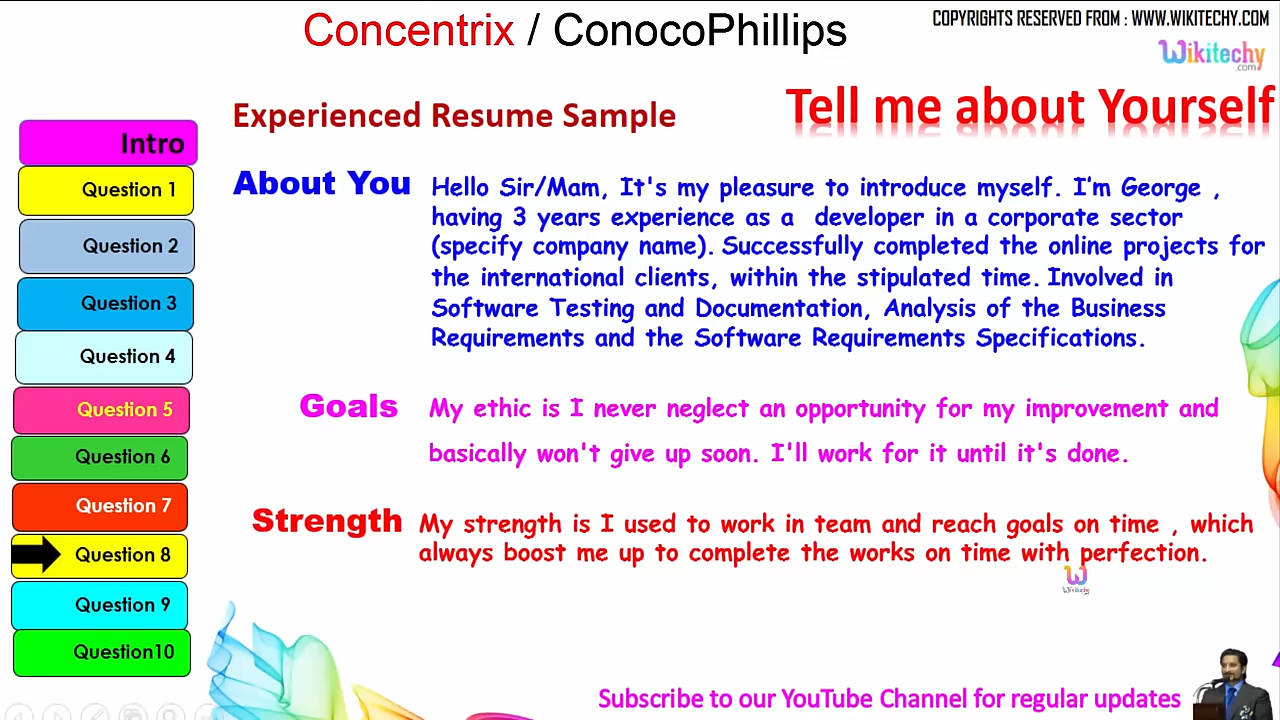 Concentrix / ConocoPhillips
COPYRIGHTS RESERVED FROM : WWW.WIKITECHY.COM
Wikitechy
.com
Experienced Resume Sample
Tell me about Yourself
Intro
Question 1
Question 2
Question 3
Question 4
Question 5
Question 6
Question 7
Question 8
Question 9
Question10
About You
Hello Sir/Mam, It's my pleasure to introduce myself. I’m George ,
having 3 years experience as a developer in a corporate sector
(specify company name). Successfully completed the online projects for
the international clients, within the stipulated time. Involved in
Software Testing and Documentation, Analysis of the Business
Requirements and the Software Requirements Specifications.
Goals
My ethic is I never neglect an opportunity for my improvement and
basically won't give up soon. I'll work for it until it's done.
Strength
My strength is I used to work in team and reach goals on time , which
always boost me up to complete the works on time with perfection.
W
Wikitechy
Subscribe to our YouTube Channel for regular updates